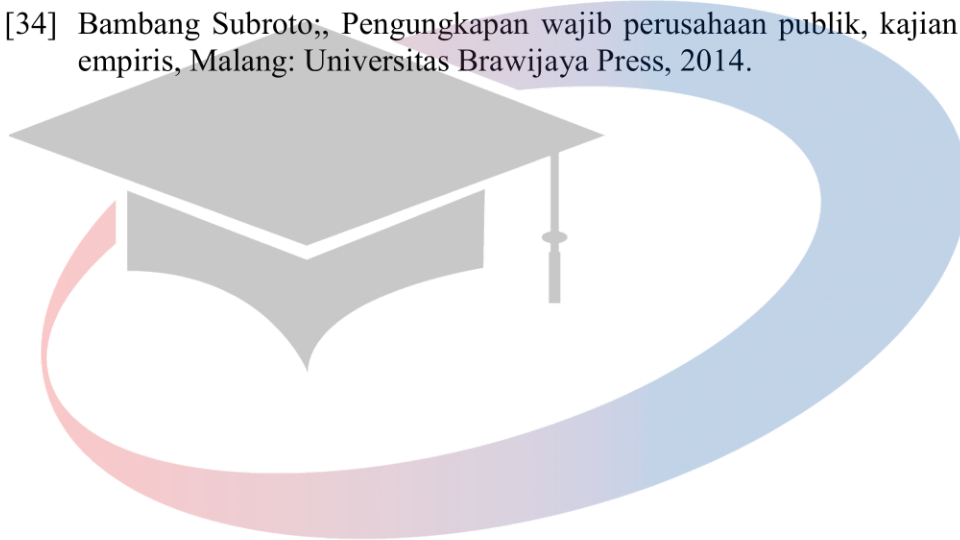 [34] Bambang Subroto;, Pengungkapan wajib perusahaan publik, kajian
empiris, Malang: Universitas Brawijaya Press, 2014.